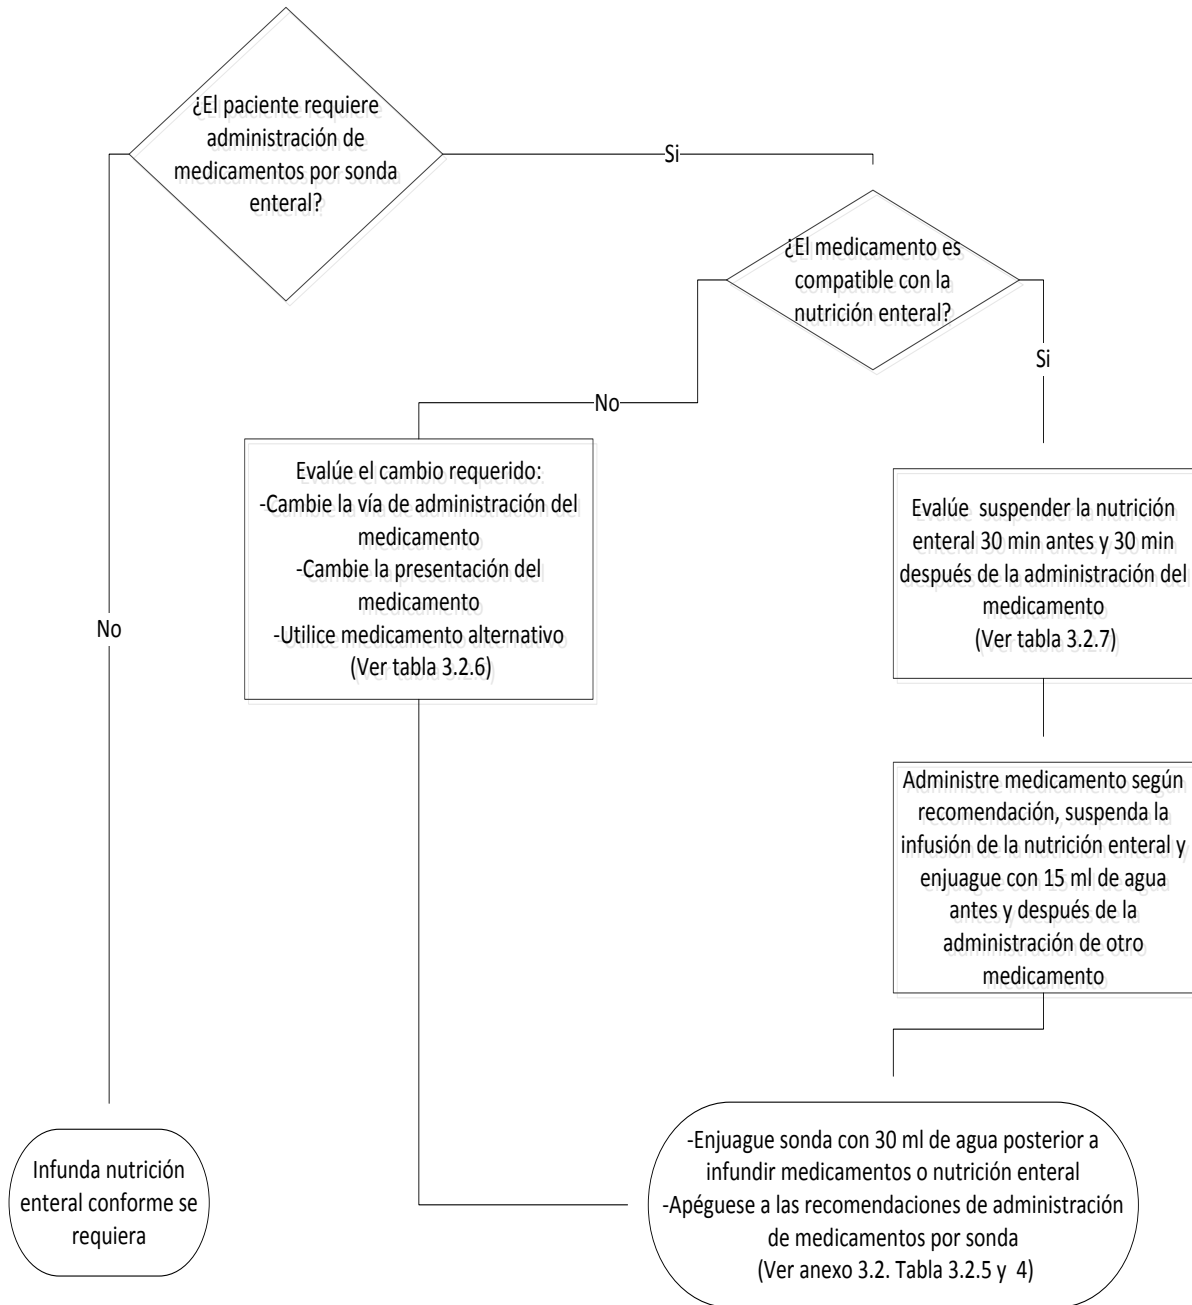 ¿El paciente requiere
administración de
medicamentos por sonda
enteral?
Si
¿El medicamento es
compatible con la
nutrición enteral?
Si
No
Evalúe el cambio requerido:
-Cambie la vía de administración del
medicamento
-Cambie la presentación del
medicamento
-Utilice medicamento alternativo
(Ver tabla 3.2.6)
Evalúe suspender la nutrición
enteral 30 min antes y 30 min
después de la administración del
medicamento
(Ver tabla 3.2.7)
No
Administre medicamento según
recomendación, suspenda la
infusión de la nutrición enteral y
enjuague con 15 ml de agua
antes y después de la
administración de otro
medicamento
Infunda nutrición
enteral conforme se
requiera
-Enjuague sonda con 30 ml de agua posterior a
infundir medicamentos o nutrición enteral
-Apéguese a las recomendaciones de administración
de medicamentos por sonda
(Ver anexo 3.2. Tabla 3.2.5 y 4)